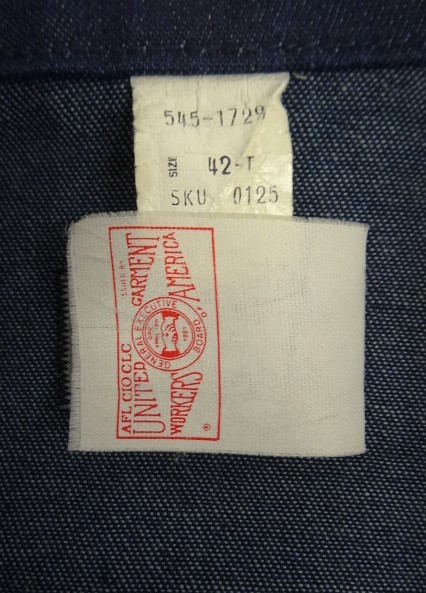 545-1729
SIZE 42-T
SKU 0125
ISSUED BY
AFL CIO CLC
UNITED GARMENT
WORKERS OF AMERICA
GENERAL EXECUTIVE BOARD
1891
®